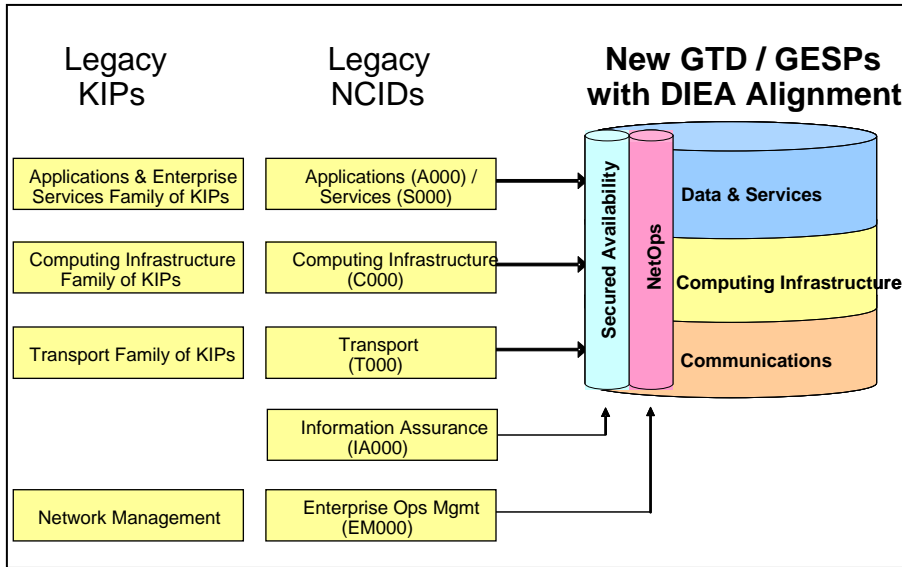 Legacy
KIPs
Legacy
NCIDs
New GTD / GESPs
with DIEA Alignment
Applications & Enterprise
Services Family of KIPs
Applications (A000) /
Services (S000)
Computing Infrastructure
Family of KIPs
Computing Infrastructure
(C000)
Transport Family of KIPs
Transport
(T000)
Information Assurance
(IA000)
Network Management
Enterprise Ops Mgmt
(EM000)
Secured Availability
NetOps
Data & Services
Computing Infrastructure
Communications